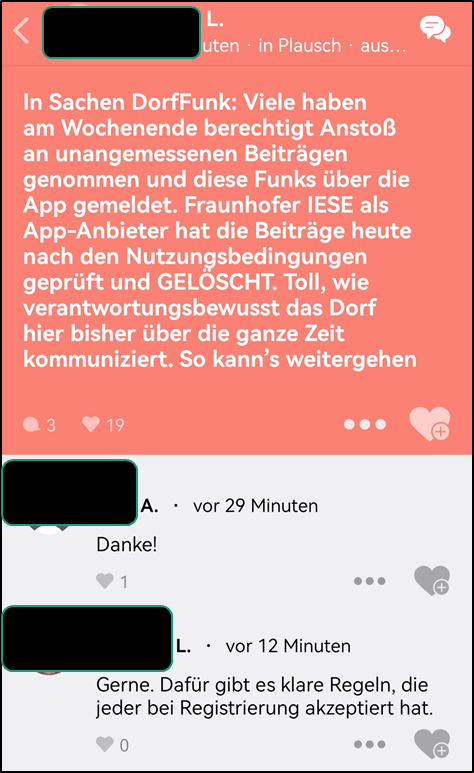 L.
uten · in Plausch · aus...
In Sachen DorfFunk: Viele haben
am Wochenende berechtigt Anstoß
an unangemessenen Beiträgen
genommen und diese Funks über die
App gemeldet. Fraunhofer IESE als
App-Anbieter hat die Beiträge heute
nach den Nutzungsbedingungen
geprüft und GELÖSCHT. Toll, wie
verantwortungsbewusst das Dorf
hier bisher über die ganze Zeit
kommuniziert. So kann's weitergehen
3 19
A. · vor 29 Minuten
Danke!
1
L. · vor 12 Minuten
Gerne. Dafür gibt es klare Regeln, die
jeder bei Registrierung akzeptiert hat.
0